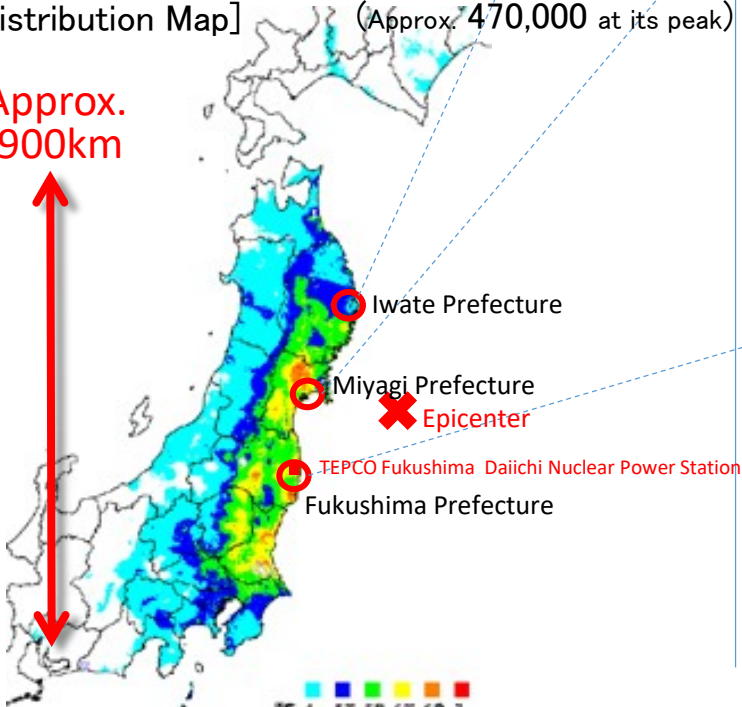 istribution Map]
(Approx. 470,000 at its peak)
Approx.
900km
Iwate Prefecture
Miyagi Prefecture
Epicenter
TEPCO Fukushima Daiichi Nuclear Power Station
Fukushima Prefecture